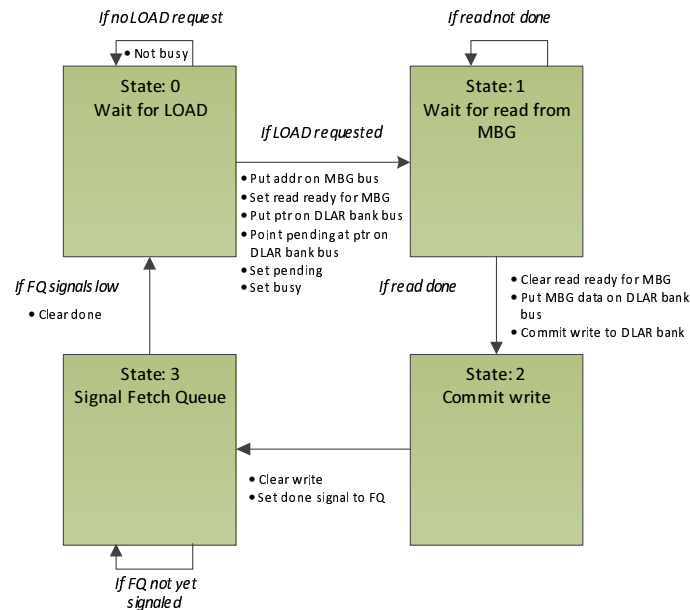 If no LOAD request
• Not busy
State: 0
Wait for LOAD
If read not done
State: 1
Wait for read from
MBG
If LOAD requested
• Put addr on MBG bus
• Set read ready for MBG
• Put ptr on DLAR bank bus
• Point pending at ptr on
DLAR bank bus
• Set pending
• Set busy
If FQ signals low
• Clear done
If read done
• Clear read ready for MBG
• Put MBG data on DLAR bank
bus
• Commit write to DLAR bank
State: 3
Signal Fetch Queue
State: 2
Commit write
• Clear write
• Set done signal to FQ
If FQ not yet
signaled